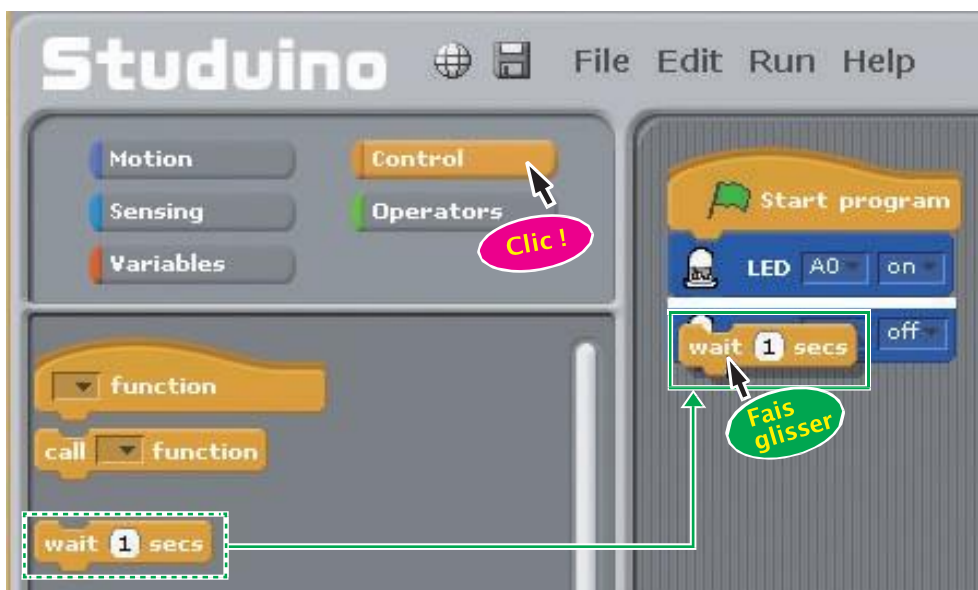 Studuino File Edit Run Help
Motion
Control
Sensing
Operators
Variables
Clic !
Start program
LED A0 on
off
wait 1 secs
Fais
glisser
function
call function
wait 1 secs